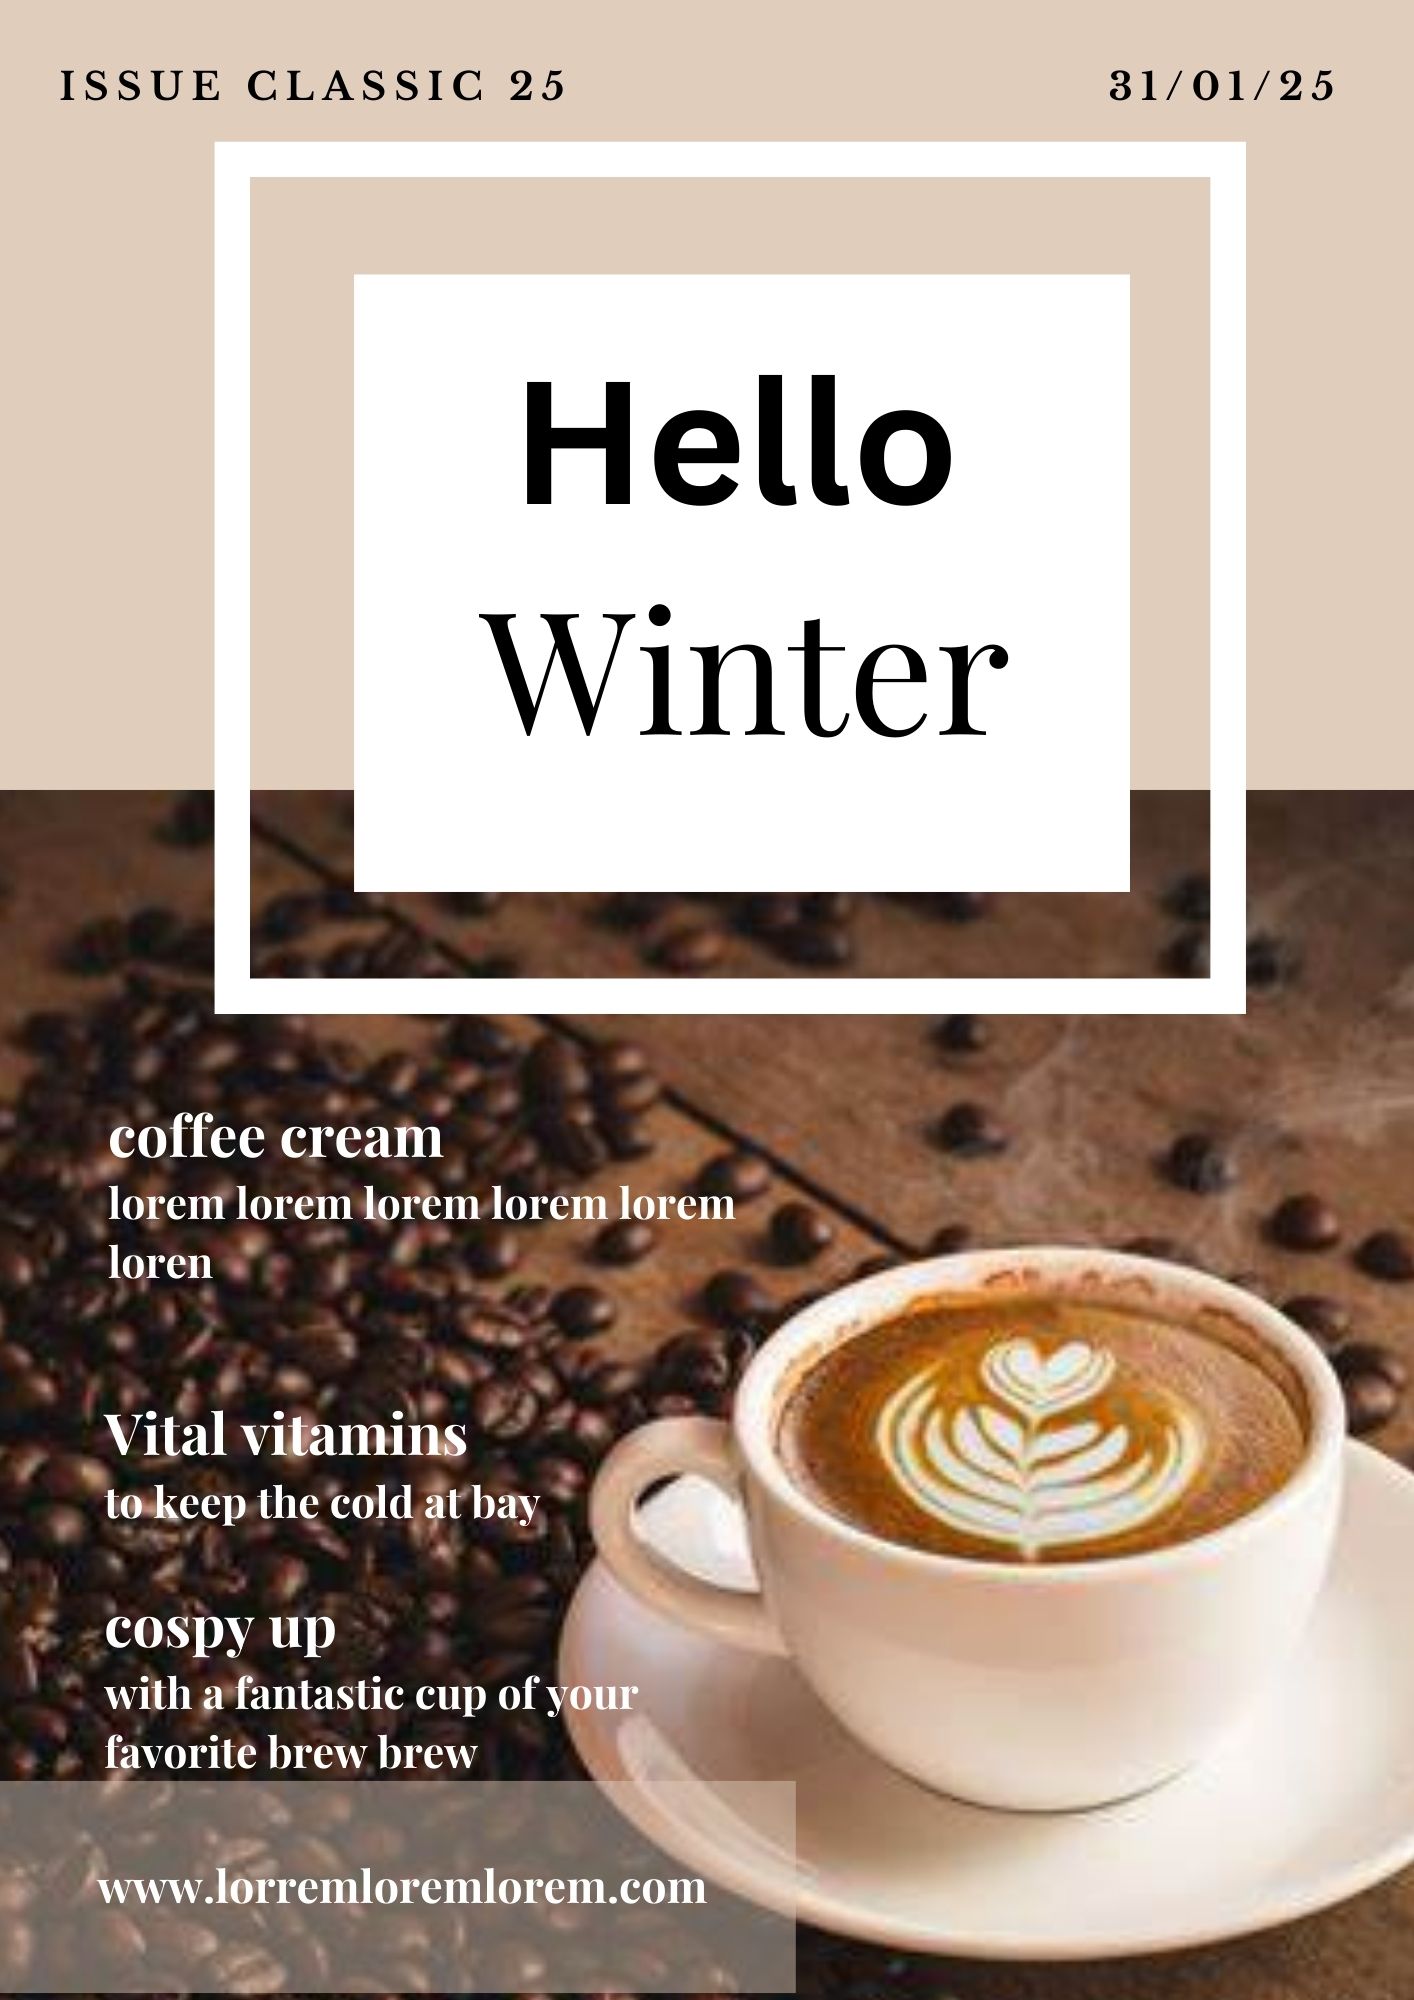 ISSUE CLASSIC 25
31/01/25
Hello
Winter
coffee cream
lorem lorem lorem lorem lorem
loren
Vital vitamins
to keep the cold at bay
cospy up
with a fantastic cup of your
favorite brew brew
www.lorremloremlorem.com